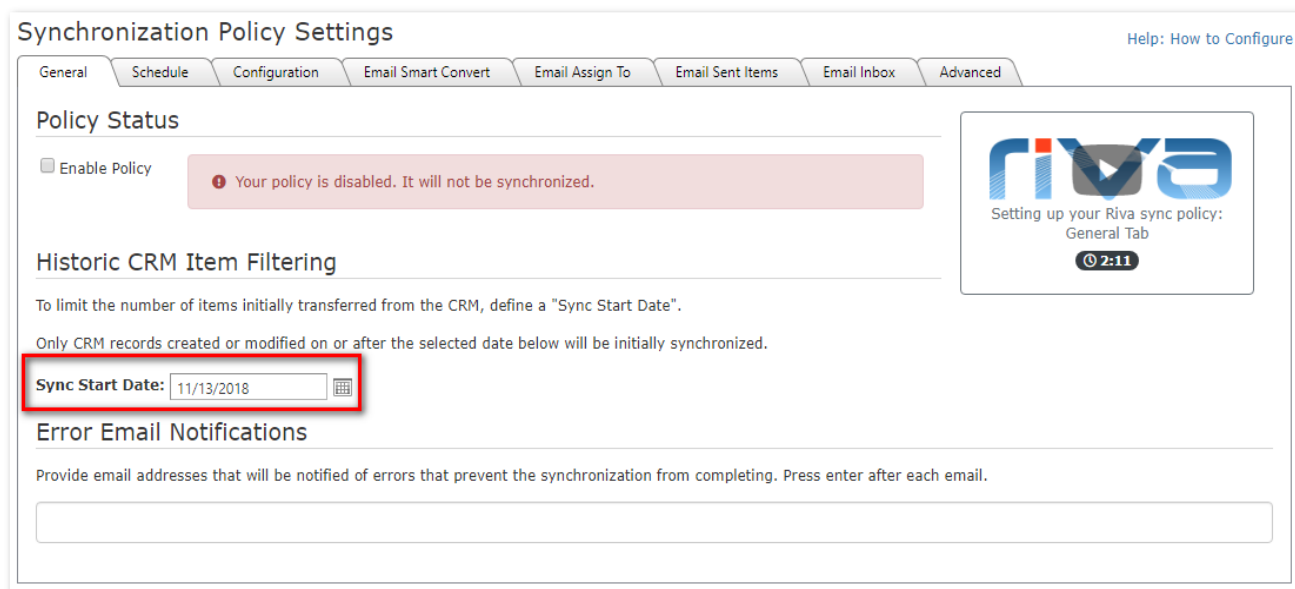 Synchronization Policy Settings
Help: How to Configure
General Schedule Configuration Email Smart Convert Email Assign To Email Sent Items Email Inbox Advanced
Policy Status
Enable Policy
Your policy is disabled. It will not be synchronized.
riva
Setting up your Riva sync policy:
General Tab
2:11
Historic CRM Item Filtering
To limit the number of items initially transferred from the CRM, define a "Sync Start Date".
Only CRM records created or modified on or after the selected date below will be initially synchronized.
Sync Start Date: 11/13/2018
Error Email Notifications
Provide email addresses that will be notified of errors that prevent the synchronization from completing. Press enter after each email.